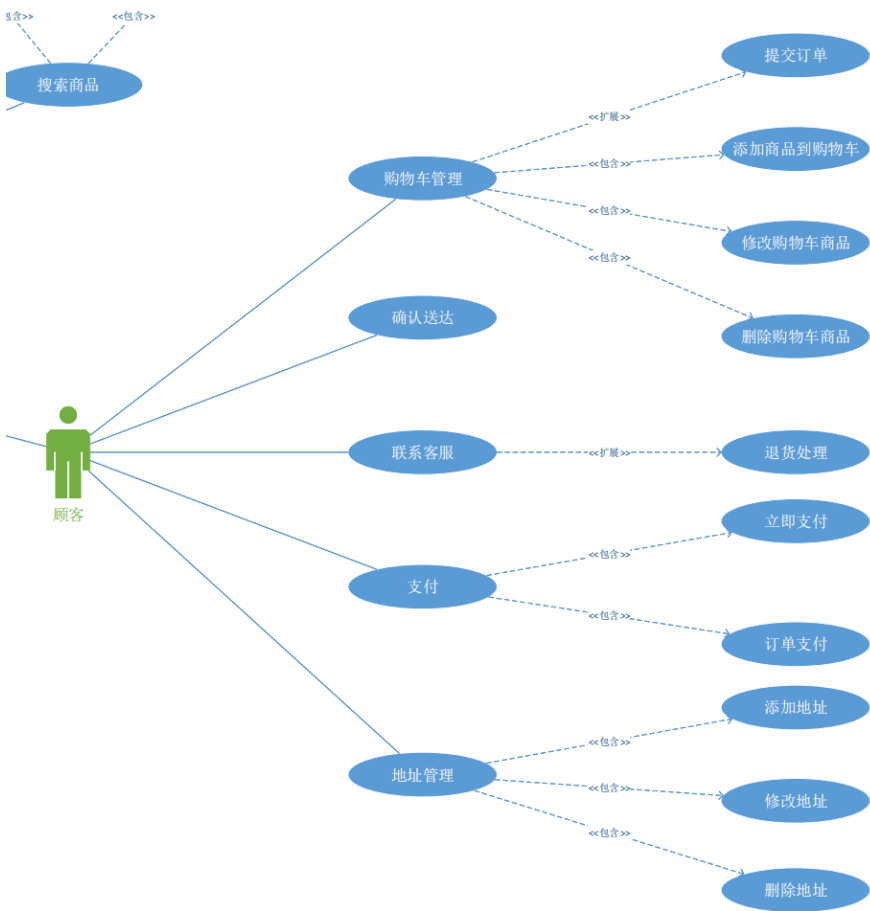 含>>
<<包含>>
搜索商品
提交订单
<<扩展>>
添加商品到购物车
<<包含>>
购物车管理
<<包含>>
修改购物车商品
<<包含>>
确认送达
删除购物车商品
顾客
联系客服
<<扩展>>
退货处理
立即支付
<<包含>>
支付
<<包含>>
订单支付
添加地址
<<包含>>
地址管理
<<包含>>
修改地址
<<包含>>
删除地址